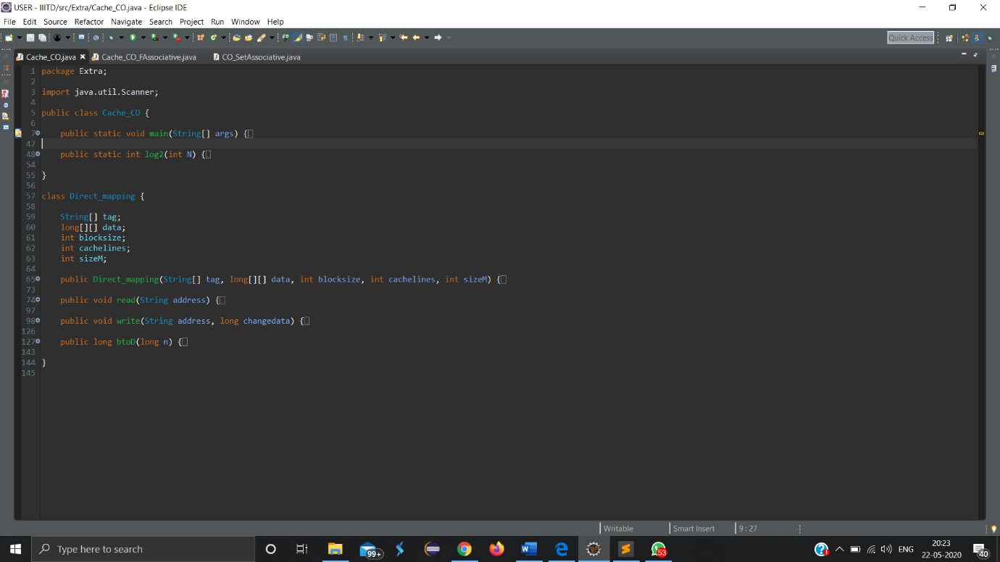 USER - IIITD/src/Extra/Cache_CO.java - Eclipse IDE
File Edit Source Refactor Navigate Search Project Run Window Help
Quick Access
Cache_CO.java Cache_CO_FAssociative.java CO_SetAssociative.java
1 package Extra;
2
3 import java.util.Scanner;
4
5 public class Cache_CO {
6
7 public static void main(String[] args) {
47
48 public static int log2(int N) {
54
55 }
56
57 class Direct_mapping {
58
59 String[] tag;
60 long[][] data;
61 int blocksize;
62 int cachelines;
63 int sizeM;
64
65 public Direct_mapping(String[] tag, long[][] data, int blocksize, int cachelines, int sizeM) {
73
74 public void read(String address) {
97
98 public void write(String address, long changedata) {
126
127 public long btoD(long n) {
143
144 }
145
Writable Smart Insert 9 : 27
Type here to search 99+ W 53 ENG 20:23 40
22-05-2020